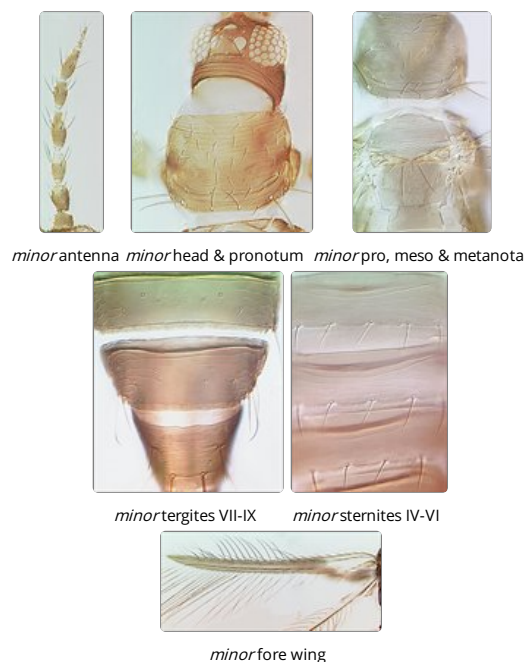 minor antenna minor head & pronotum minor pro, meso & metanota
minor tergites VII-IX minor sternites IV-VI
minor fore wing